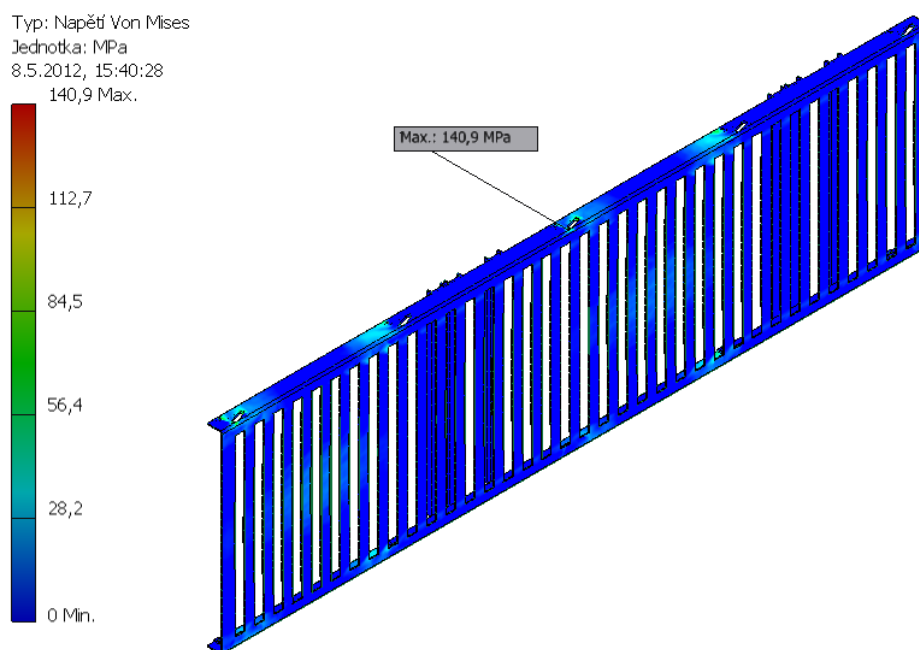 Typ: Napětí Von Mises
Jednotka: MPa
8.5.2012, 15:40:28
140,9 Max.
Max.: 140,9 MPa
112,7
84,5
56,4
28,2
0 Min.